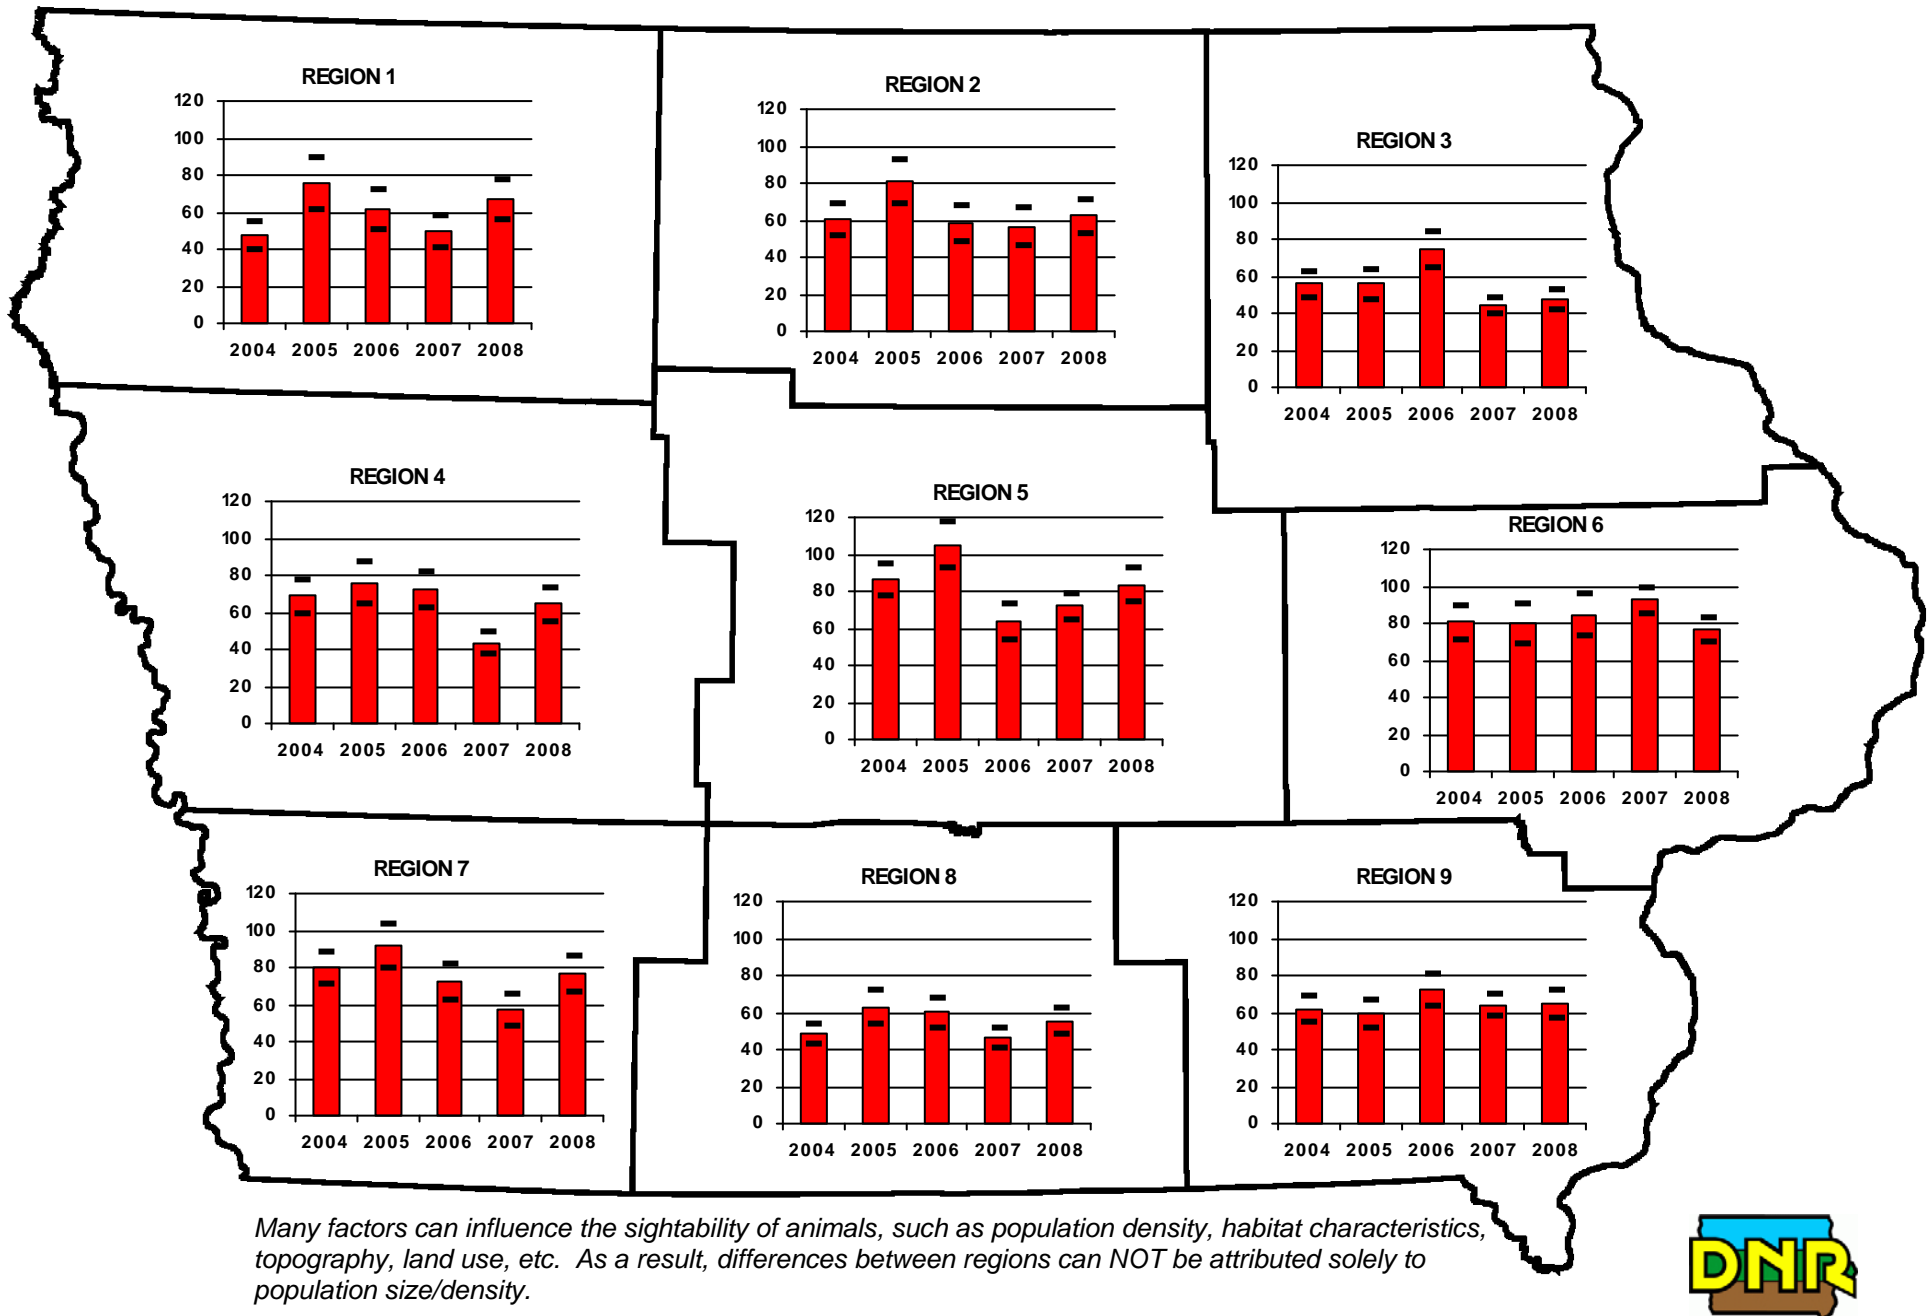 REGION 1
120
100
80
60
40
20
0
2004 2005 2006 2007 2008
REGION 2
120
100
80
60
40
20
0
2004 2005 2006 2007 2008
REGION 3
120
100
80
60
40
20
0
2004 2005 2006 2007 2008
REGION 4
120
100
80
60
40
20
0
2004 2005 2006 2007 2008
REGION 5
120
100
80
60
40
20
0
2004 2005 2006 2007 2008
REGION 6
120
100
80
60
40
20
0
2004 2005 2006 2007 2008
REGION 7
120
100
80
60
40
20
0
2004 2005 2006 2007 2008
REGION 8
120
100
80
60
40
20
0
2004 2005 2006 2007 2008
REGION 9
120
100
80
60
40
20
0
2004 2005 2006 2007 2008
Many factors can influence the sightability of animals, such as population density, habitat characteristics,
topography, land use, etc.  As a result, differences between regions can NOT be attributed solely to
population size/density.
DNR